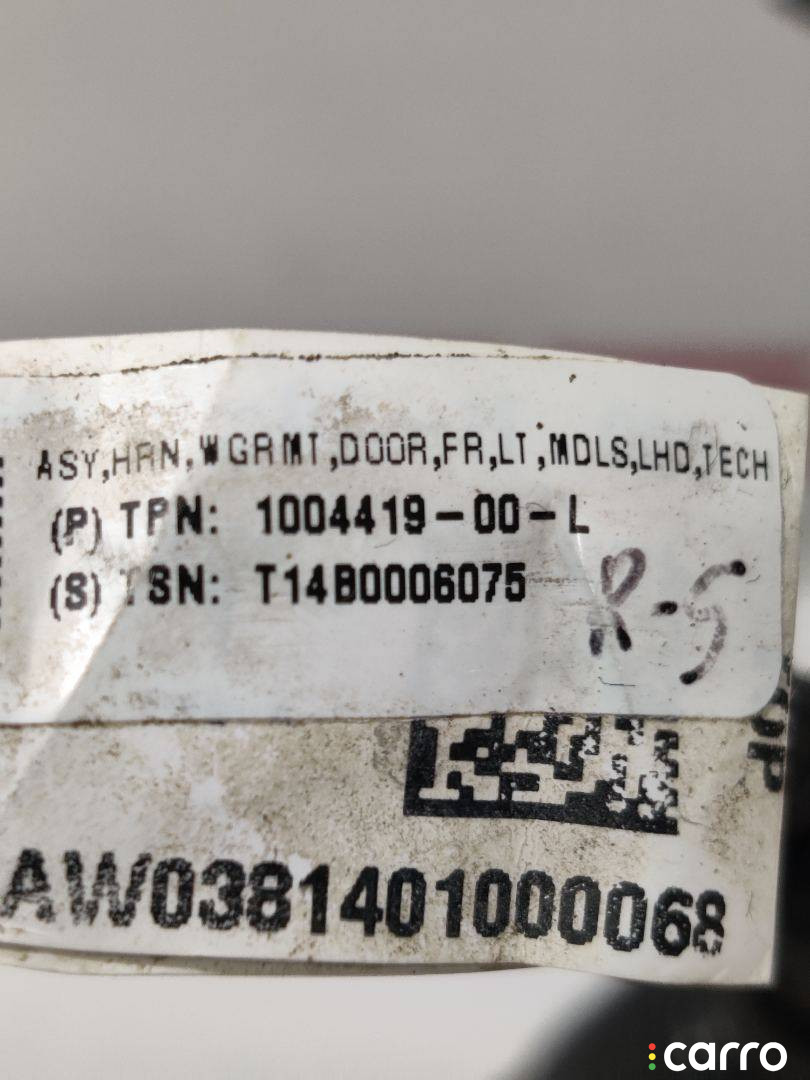 ASY,HRN,WGRMT,DOOR,FR,LT,MDLS,LHD,TECH
(P) TPN: 1004419-00-L
(S) TSN: T14B0006075
R-5
AW0381401000068
carro